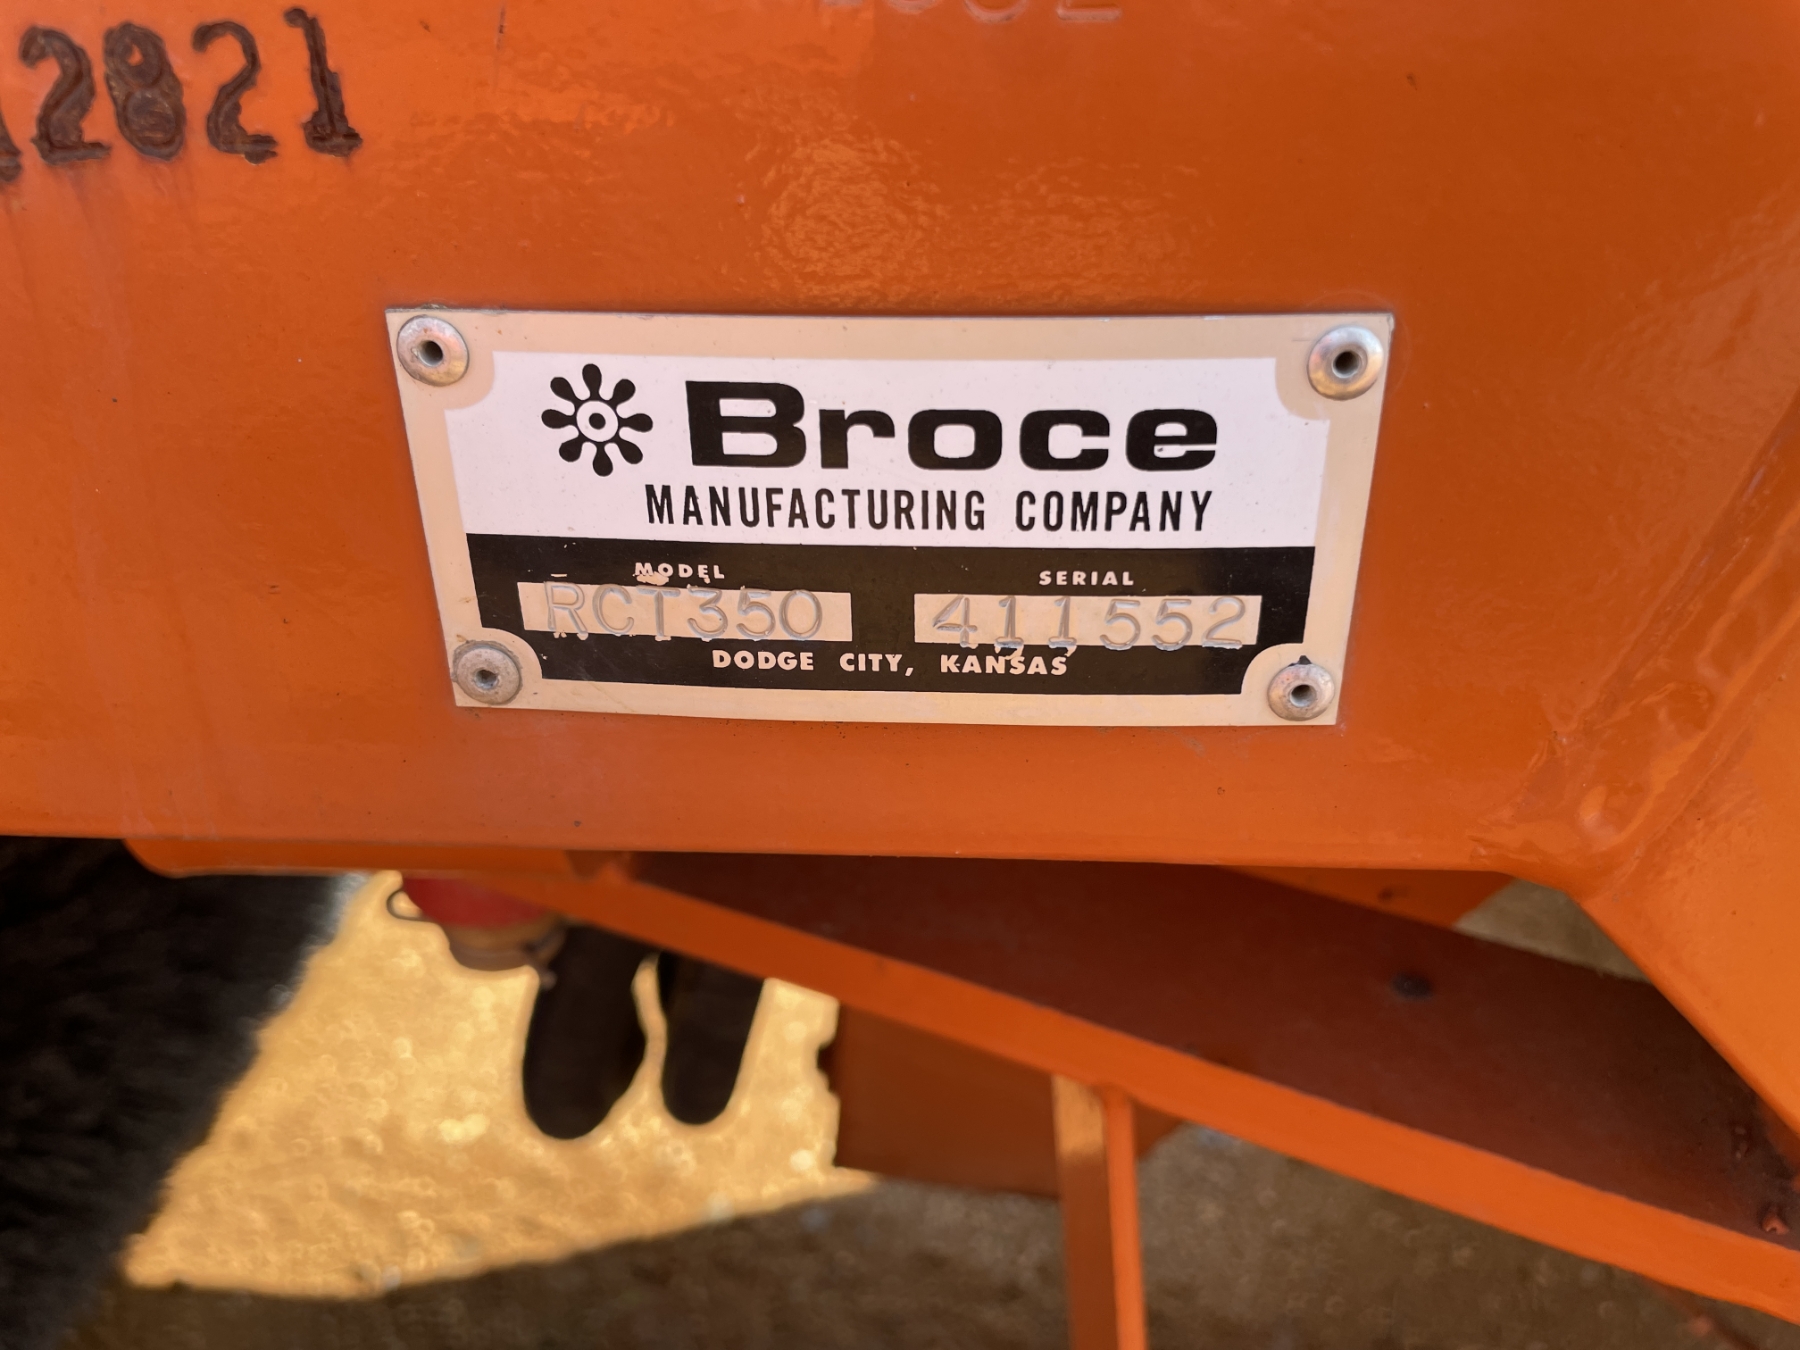 2821
Broce
MANUFACTURING COMPANY
MODEL SERIAL
RCT350 411552
DODGE CITY, KANSAS